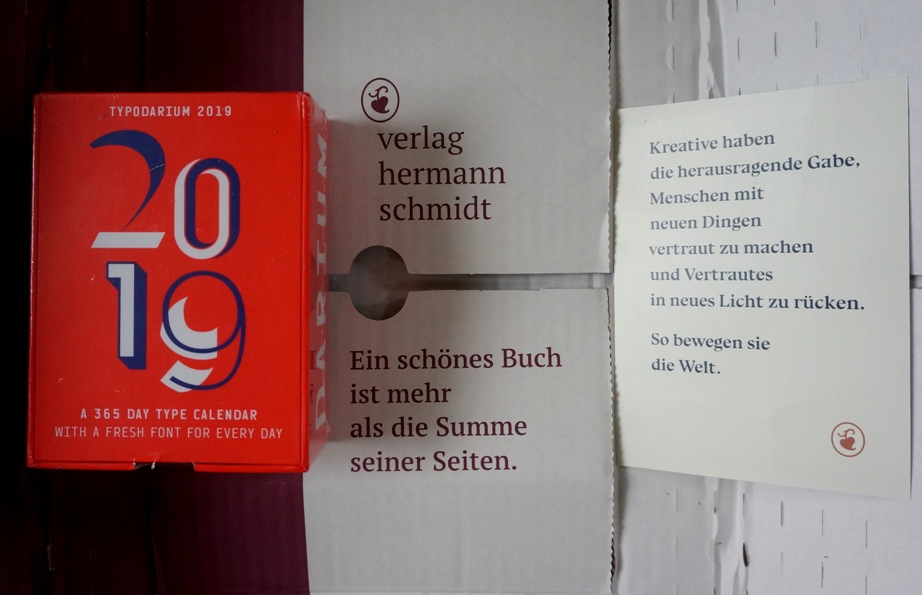 TYPODARIUM 2019
2019
A 365 DAY TYPE CALENDAR
WITH A FRESH FONT FOR EVERY DAY
DARIUM
verlag
hermann
schmidt
Ein schönes Buch
ist mehr
als die Summe
seiner Seiten.
Kreative haben
die herausragende Gabe,
Menschen mit
neuen Dingen
vertraut zu machen
und Vertrautes
in neues Licht zu rücken.
So bewegen sie
die Welt.